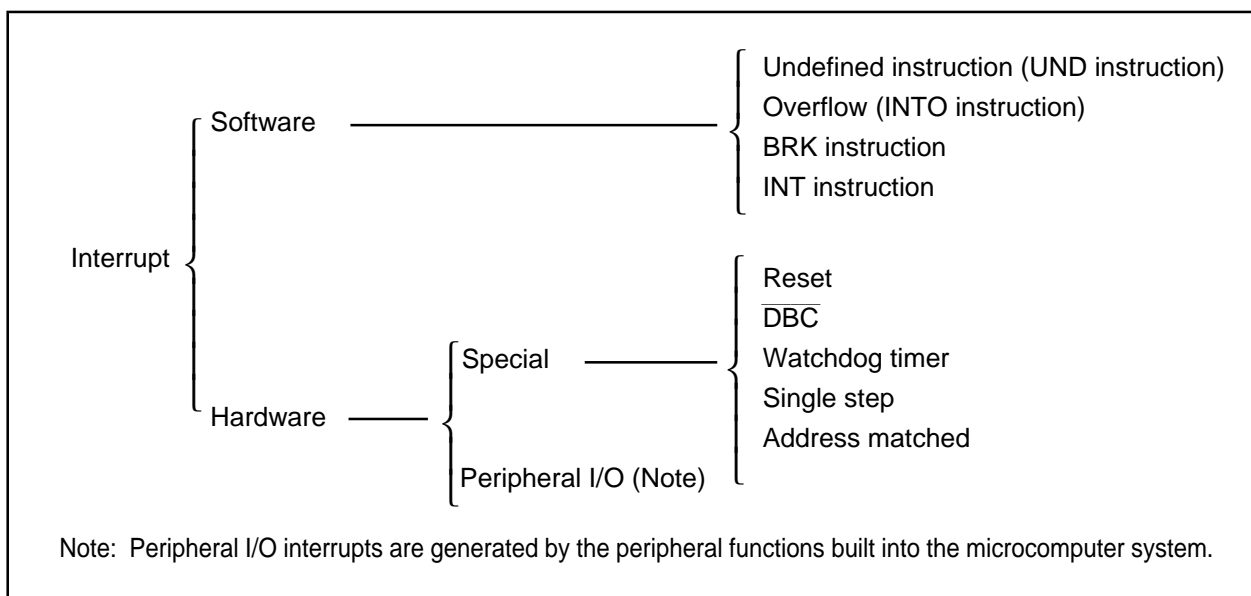 Interrupt
Software
Undefined instruction (UND instruction)
Overflow (INTO instruction)
BRK instruction
INT instruction
Hardware
Special
Reset
D̅B̅C̅
Watchdog timer
Single step
Address matched
Peripheral I/O (Note)
Note: Peripheral I/O interrupts are generated by the peripheral functions built into the microcomputer system.